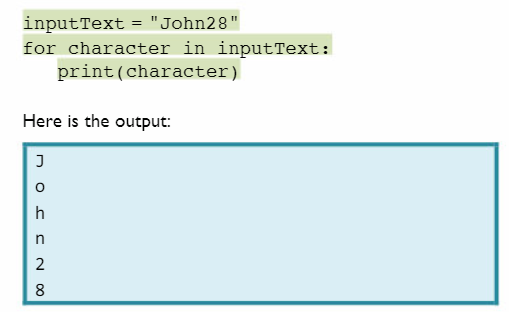 inputText = "John28"
for character in inputText:
print(character)
Here is the output:
J
o
h
n
2
8